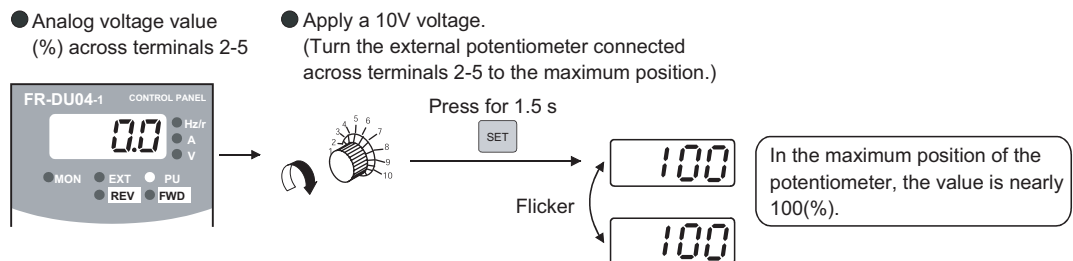 ● Analog voltage value
(%) across terminals 2-5
● Apply a 10V voltage.
(Turn the external potentiometer connected
across terminals 2-5 to the maximum position.)
FR-DU04-1 CONTROL PANEL
0.0
Hz/r
A
V
MON EXT PU
REV FWD
1 2 3 4 5 6 7 8 9 10
Press for 1.5 s
SET
Flicker
100
100
In the maximum position of the
potentiometer, the value is nearly
100(%).